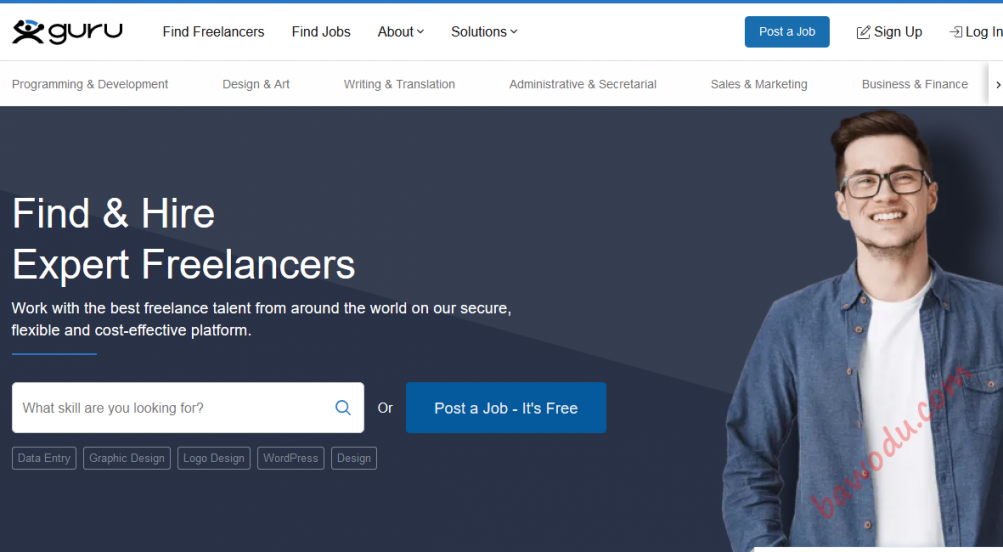 guru
Find Freelancers
Find Jobs
About
Solutions
Post a Job
Sign Up
Log In
Programming & Development
Design & Art
Writing & Translation
Administrative & Secretarial
Sales & Marketing
Business & Finance
Find & Hire
Expert Freelancers
Work with the best freelance talent from around the world on our secure,
flexible and cost-effective platform.
What skill are you looking for?
Or
Post a Job - It's Free
Data Entry
Graphic Design
Logo Design
WordPress
Design
bawodu.com